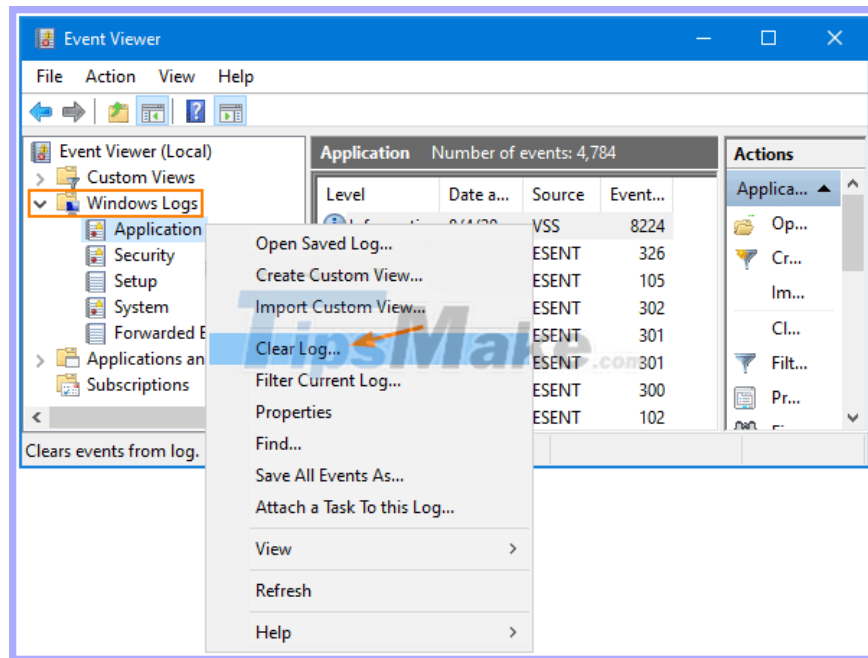 Event Viewer
File Action View Help
Event Viewer (Local)
Custom Views
Windows Logs
Application
Security
Setup
System
Forwarded E
Applications an
Subscriptions
Application Number of events: 4,784
Level Date a... Source Event...
VSS 8224
ESENT 326
ESENT 105
ESENT 302
ESENT 301
ESENT 301
ESENT 300
ESENT 102
Actions
Applica...
Op...
Cr...
Im...
Cl...
Filt...
Pr...
Open Saved Log...
Create Custom View...
Import Custom View...
Clear Log...
Filter Current Log...
Properties
Find...
Save All Events As...
Attach a Task To this Log...
View
Refresh
Help
Clears events from log.
TipsMake.com